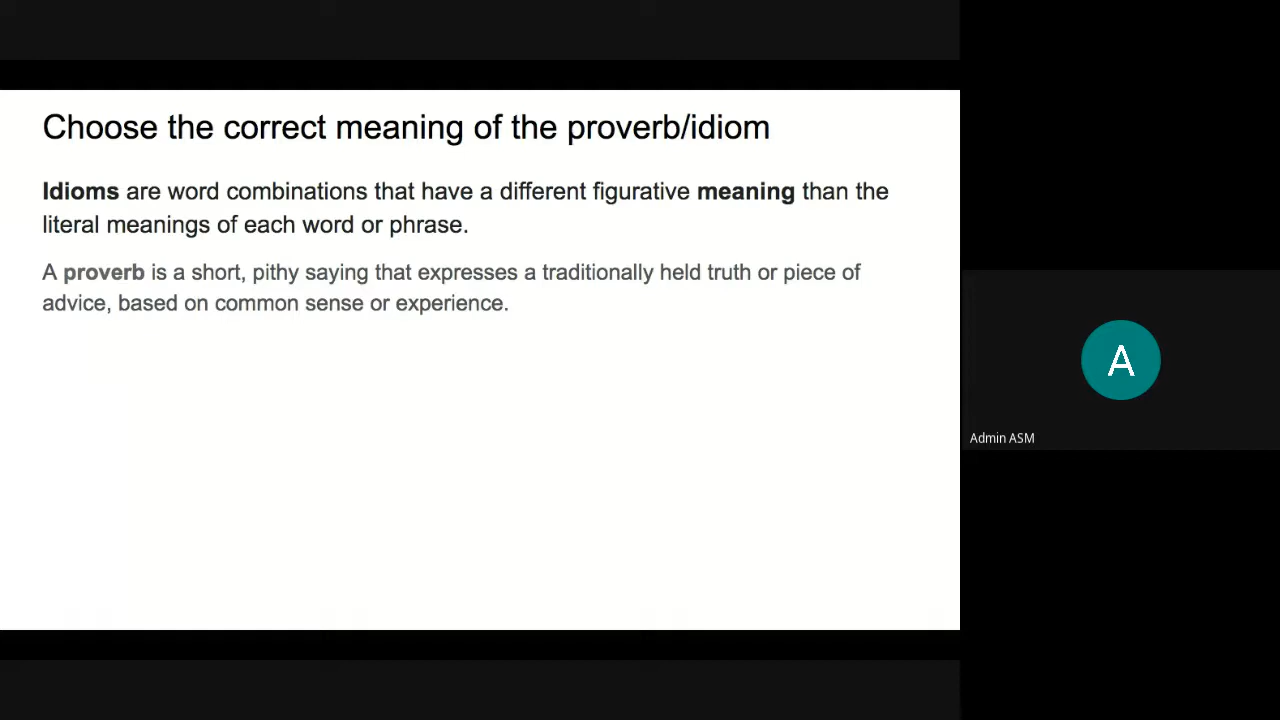 Choose the correct meaning of the proverb/idiom
Idioms are word combinations that have a different figurative meaning than the
literal meanings of each word or phrase.
A proverb is a short, pithy saying that expresses a traditionally held truth or piece of
advice, based on common sense or experience.
A
Admin ASM